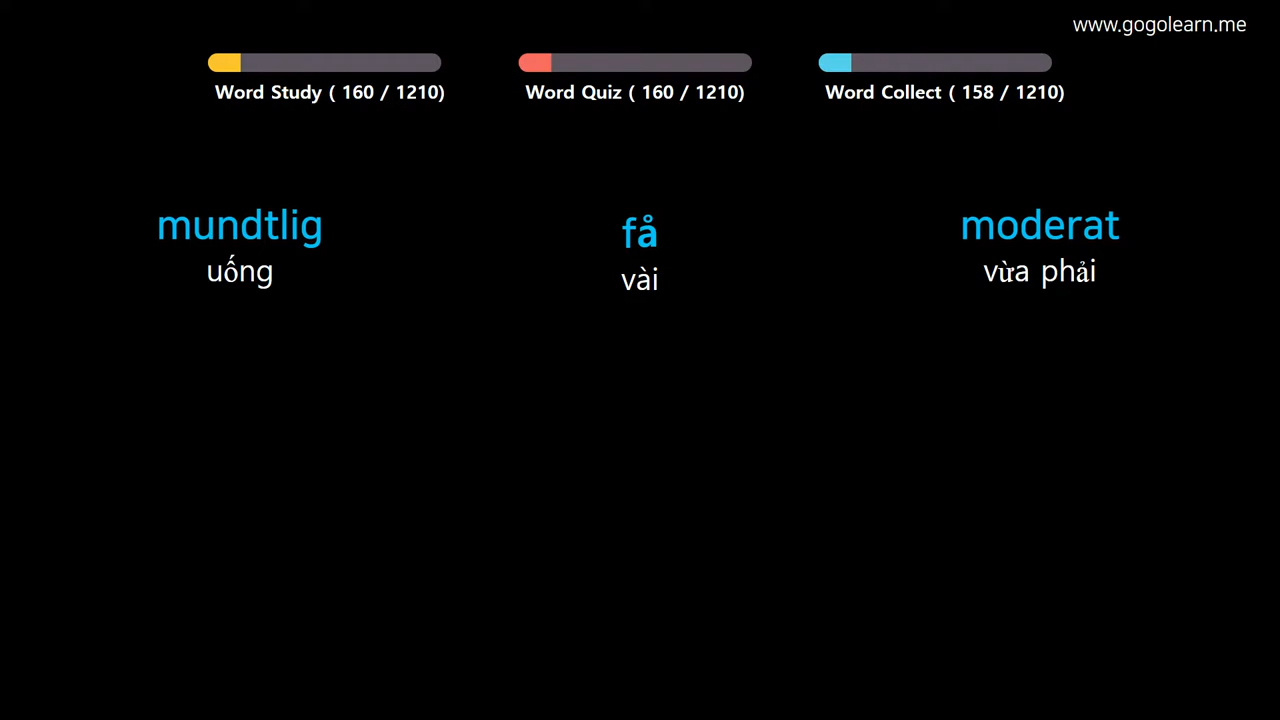 www.gogolearn.me
Word Study ( 160 / 1210)
Word Quiz ( 160 / 1210)
Word Collect ( 158 / 1210)
mundtlig
uống
få
vài
moderat
vừa phải